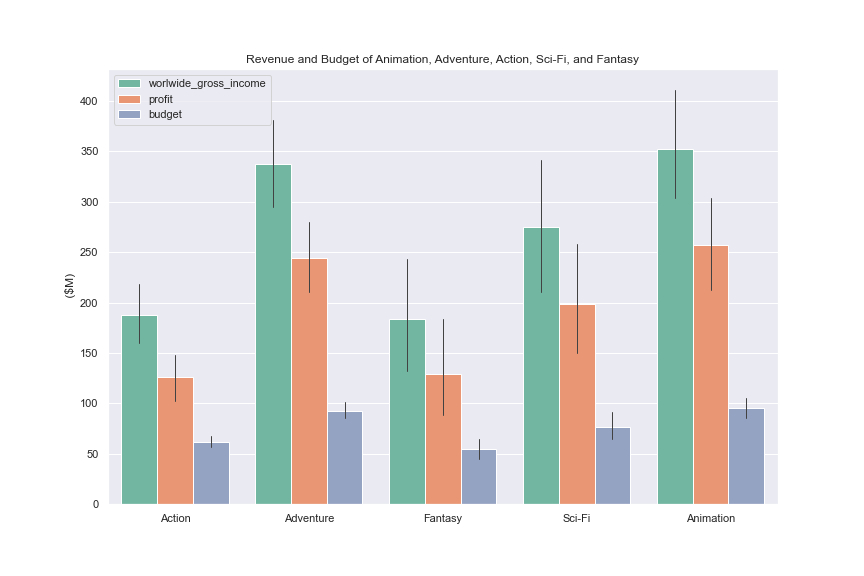 Revenue and Budget of Animation, Adventure, Action, Sci-Fi, and Fantasy
worlwide_gross_income
profit
budget
400
350
300
250
200
150
100
50
0
($M)
Action Adventure Fantasy Sci-Fi Animation